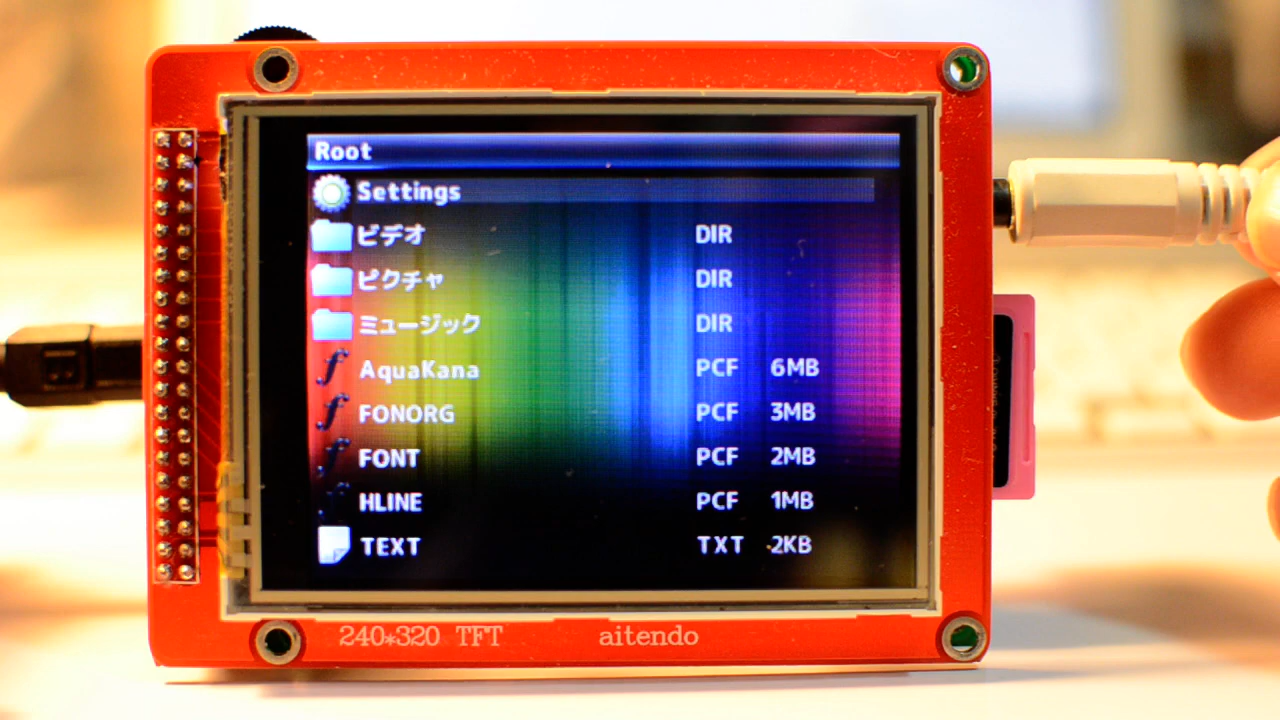 Root
Settings
ビデオ DIR
ピクチャ DIR
ミュージック DIR
AquaKana PCF 6MB
FONORG PCF 3MB
FONT PCF 2MB
HLINE PCF 1MB
TEXT TXT 2KB
240*320 TFT aitendo